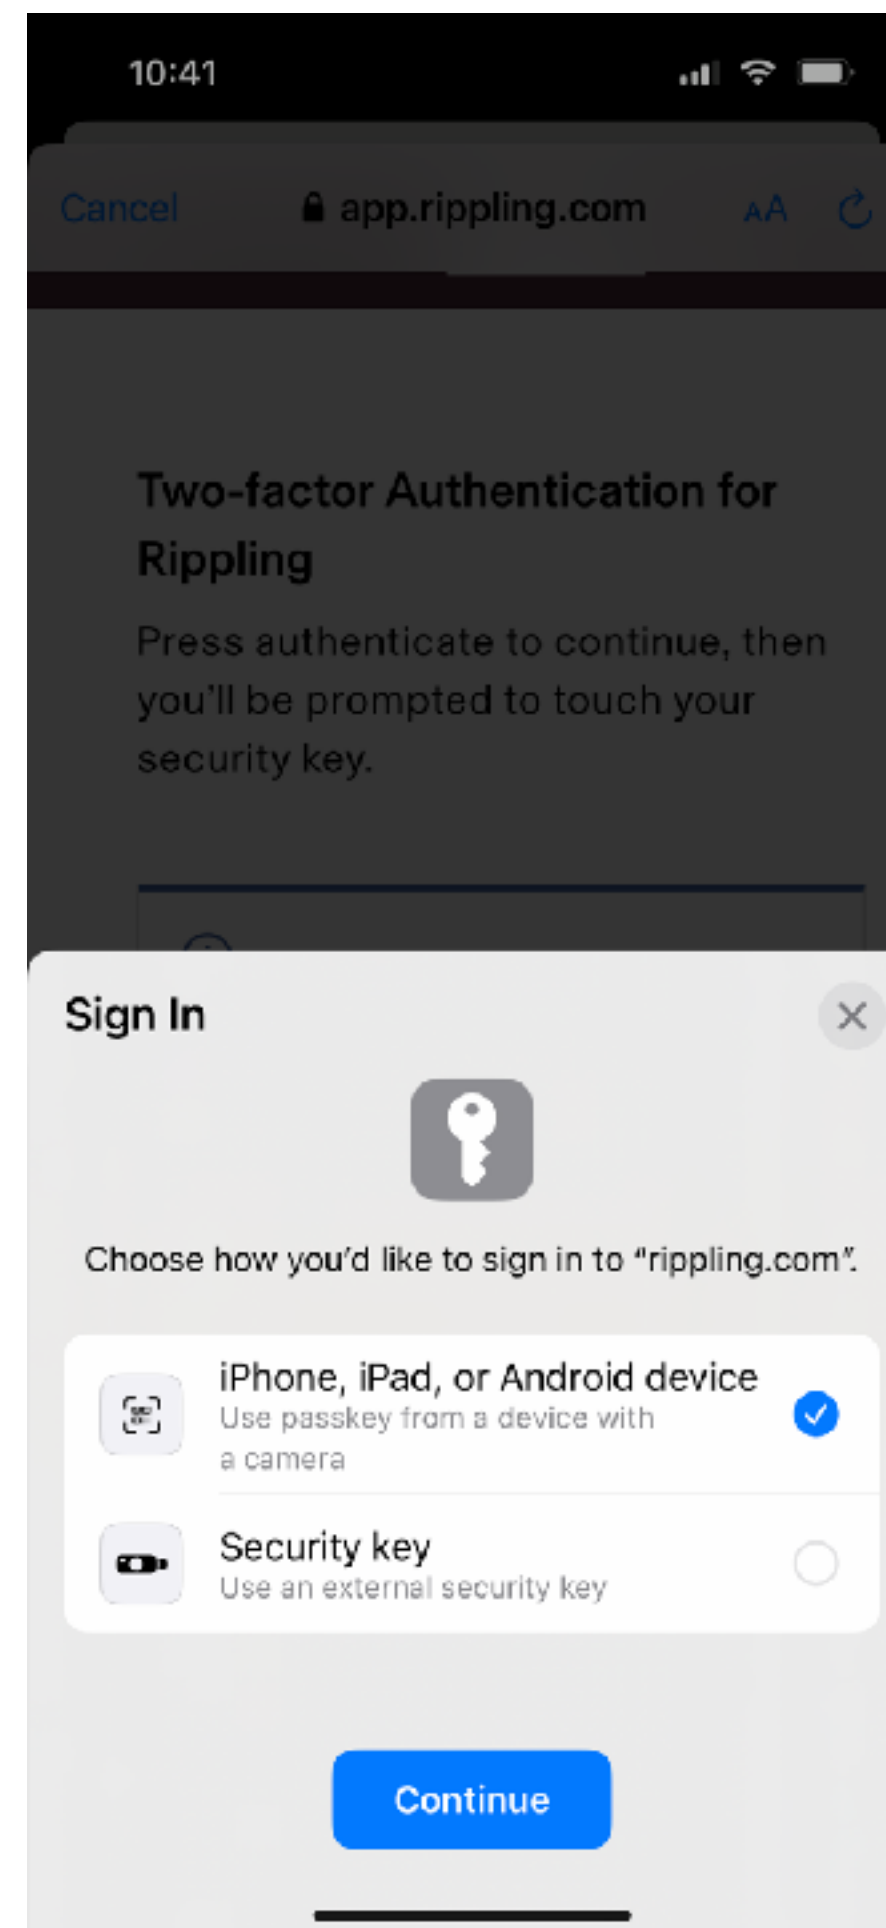 10:41
Cancel
app.rippling.com
AA
Two-factor Authentication for
Rippling
Press authenticate to continue, then
you'll be prompted to touch your
security key.
Sign In
Choose how you'd like to sign in to “rippling.com”.
iPhone, iPad, or Android device
Use passkey from a device with
a camera
Security key
Use an external security key
Continue